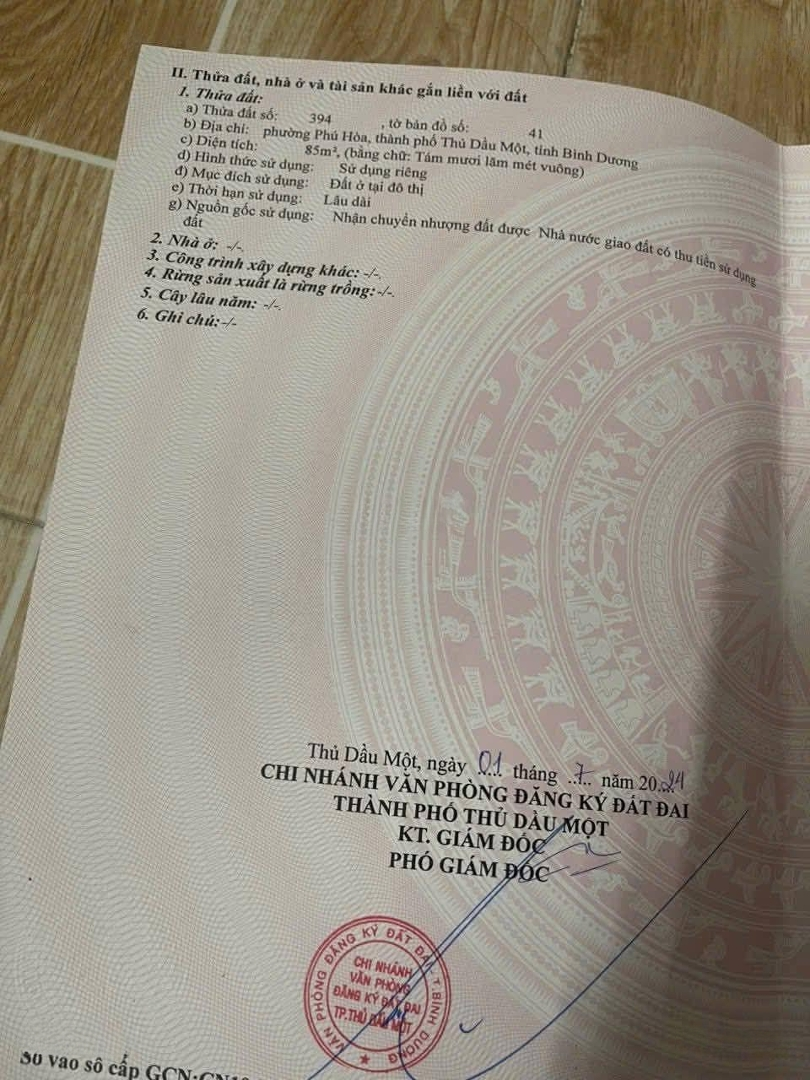 II. Thửa đất, nhà ở và tài sản khác gắn liền với đất
1. Thửa đất:
a) Thửa đất số: 394 , tờ bản đồ số: 41
b) Địa chỉ: phường Phú Hòa, thành phố Thủ Dầu Một, tỉnh Bình Dương
c) Diện tích: 85m², (bằng chữ: Tám mươi lăm mét vuông)
d) Hình thức sử dụng: Sử dụng riêng
đ) Mục đích sử dụng: Đất ở tại đô thị
e) Thời hạn sử dụng: Lâu dài
g) Nguồn gốc sử dụng: Nhận chuyển nhượng đất được Nhà nước giao đất có thu tiền sử dụng
đất
2. Nhà ở: -/-.
3. Công trình xây dựng khác: -/-.
4. Rừng sản xuất là rừng trồng:-/-.
5. Cây lâu năm: -/-.
6. Ghi chú:-/-
Thủ Dầu Một, ngày 01 tháng 7 năm 2024
CHI NHÁNH VĂN PHÒNG ĐĂNG KÝ ĐẤT ĐAI
THÀNH PHỐ THỦ DẦU MỘT
KT. GIÁM ĐỐC
PHÓ GIÁM ĐỐC
VĂN PHÒNG ĐĂNG KÝ ĐẤT ĐAI T.BÌNH DƯƠNG
CHI NHÁNH
VĂN PHÒNG
ĐĂNG KÝ ĐẤT ĐAI
TP.THỦ DẦU MỘT
Số vào sổ cấp GCN: